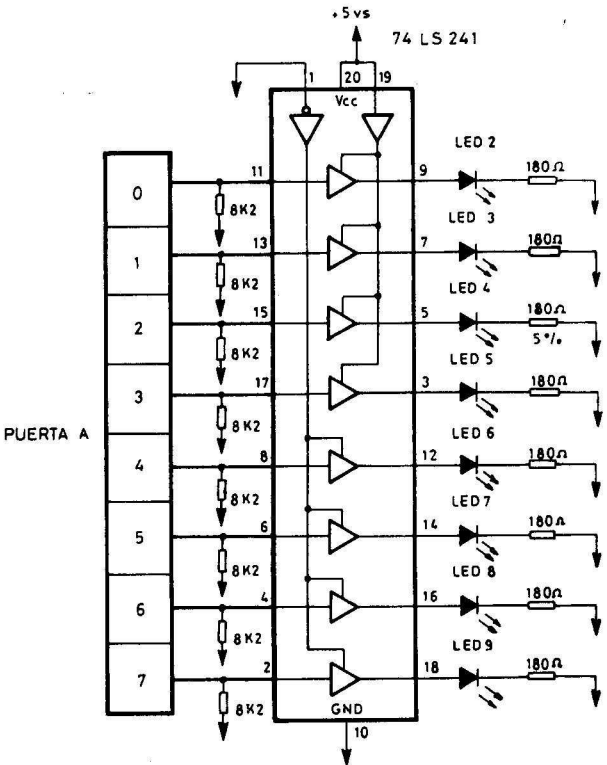 +5 vs
74 LS 241
1
20
19
Vcc
LED 2
0
11
9
180Ω
8K2
LED 3
1
13
7
180Ω
8K2
LED 4
2
15
5
180Ω
5%
8K2
LED 5
3
17
3
180Ω
8K2
LED 6
PUERTA A
4
8
12
180Ω
8K2
LED 7
5
6
14
180Ω
8K2
LED 8
6
4
16
180Ω
8K2
LED 9
7
2
18
180Ω
8K2
GND
10